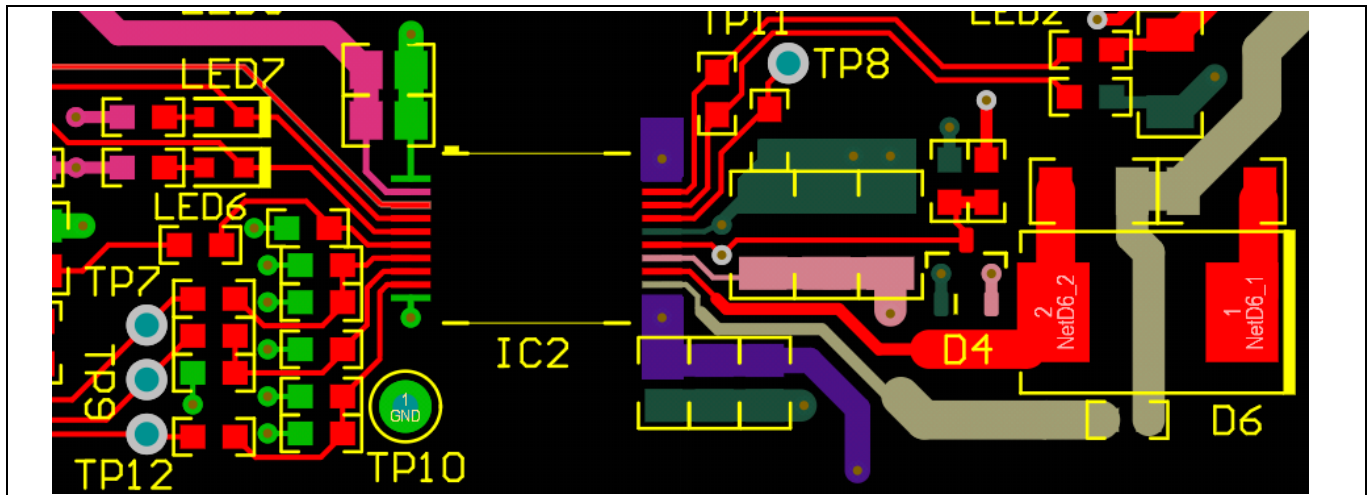 TP11
LED2
LED7
TP8
LED6
TP7
2
NetD6_2
1
NetD6_1
IC2
D4
TP9
1
GND
D6
TP10
TP12